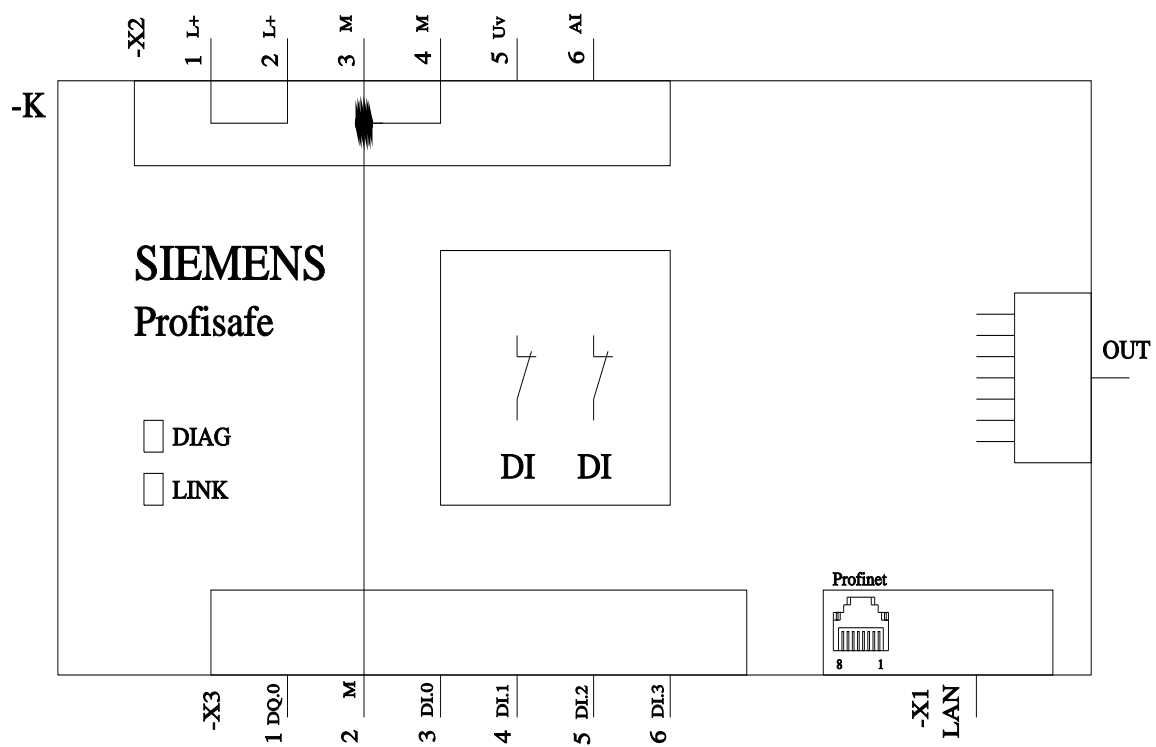 -X2
1 L+
2 L+
3 M
4 M
5 Uv
6 AI
-K
SIEMENS
Profisafe
OUT
DIAG
LINK
DI DI
Profinet
8 1
-X3
1 DQ.0
2 M
3 DI.0
4 DI.1
5 DI.2
6 DI.3
-X1
LAN